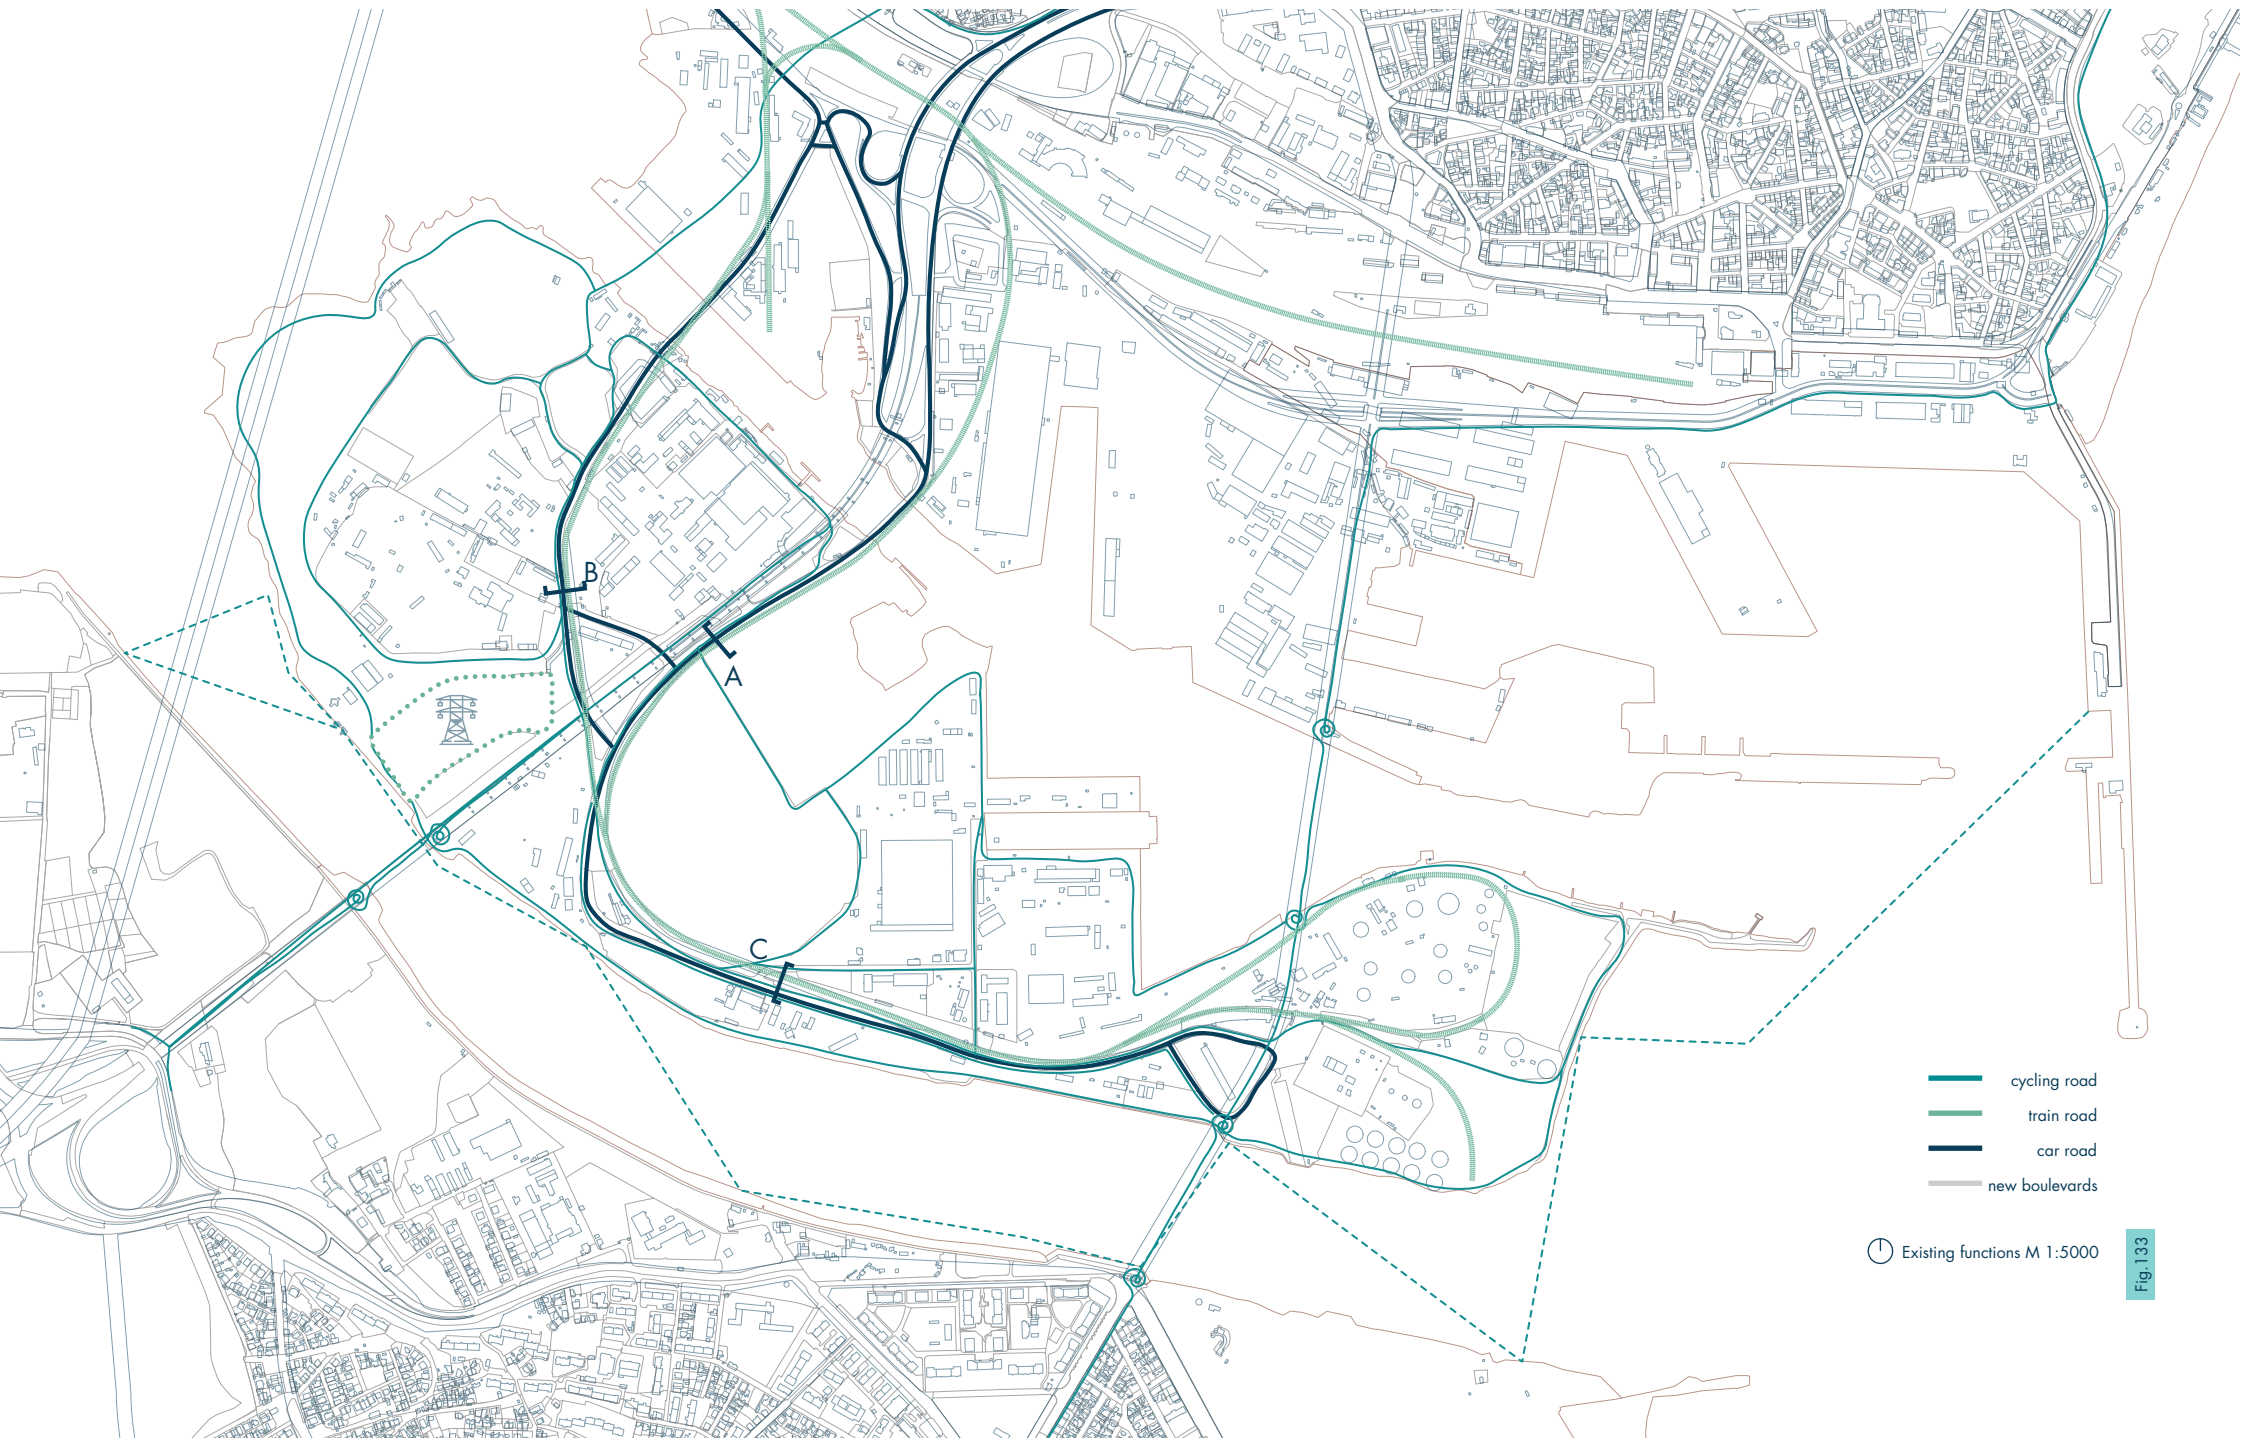 B
A
C
cycling road
train road
car road
new boulevards
Existing functions M 1:5000
Fig.133